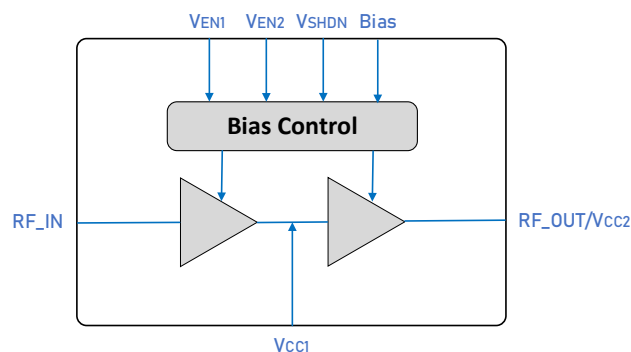 VEN1 VEN2 VSHDN Bias
Bias Control
RF_IN
RF_OUT/VCC2
VCC1